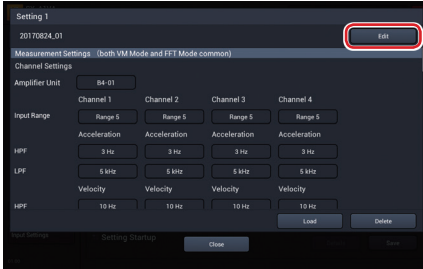 Setting 1
20170824_01 Edit
Measurement Settings (both VM Mode and FFT Mode common)
Channel Settings
Amplifier Unit B4-01
Channel 1 Channel 2 Channel 3 Channel 4
Input Range Range 5 Range 5 Range 5 Range 5
Acceleration Acceleration Acceleration Acceleration
HPF 3 Hz 3 Hz 3 Hz 3 Hz
LPF 5 kHz 5 kHz 5 kHz 5 kHz
Velocity Velocity Velocity Velocity
HPF 10 Hz 10 Hz 10 Hz 10 Hz
Load Delete
Input Settings Setting Startup Close Save